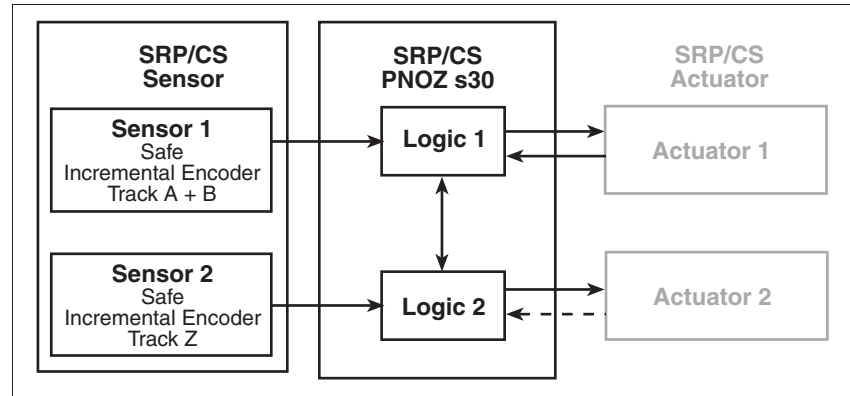 SRP/CS
Sensor
SRP/CS
PNOZ s30
SRP/CS
Actuator
Sensor 1
Safe
Incremental Encoder
Track A + B
Logic 1
Actuator 1
Sensor 2
Safe
Incremental Encoder
Track Z
Logic 2
Actuator 2